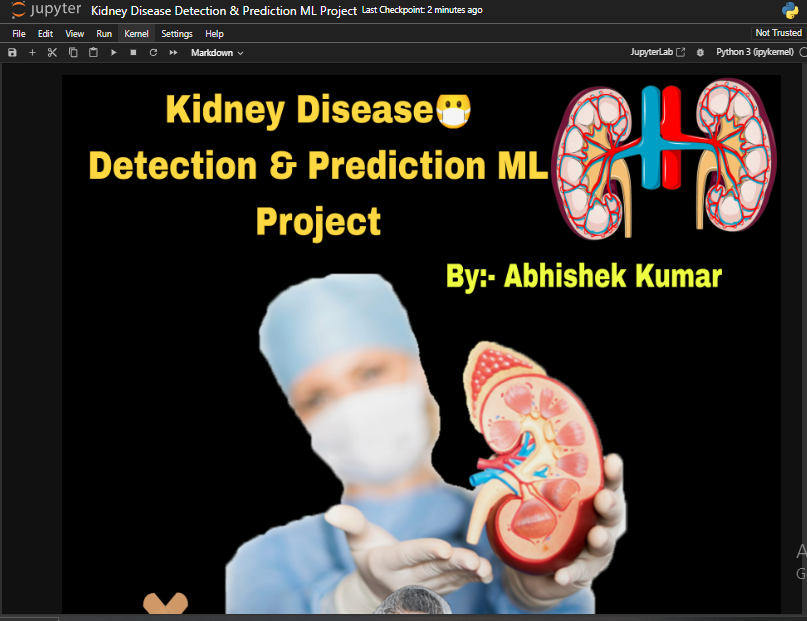 jupyter Kidney Disease Detection & Prediction ML Project Last Checkpoint: 2 minutes ago
File Edit View Run Kernel Settings Help Not Trusted
Markdown JupyterLab Python 3 (ipykernel)
Kidney Disease😷
Detection & Prediction ML
Project
By:- Abhishek Kumar
A
G